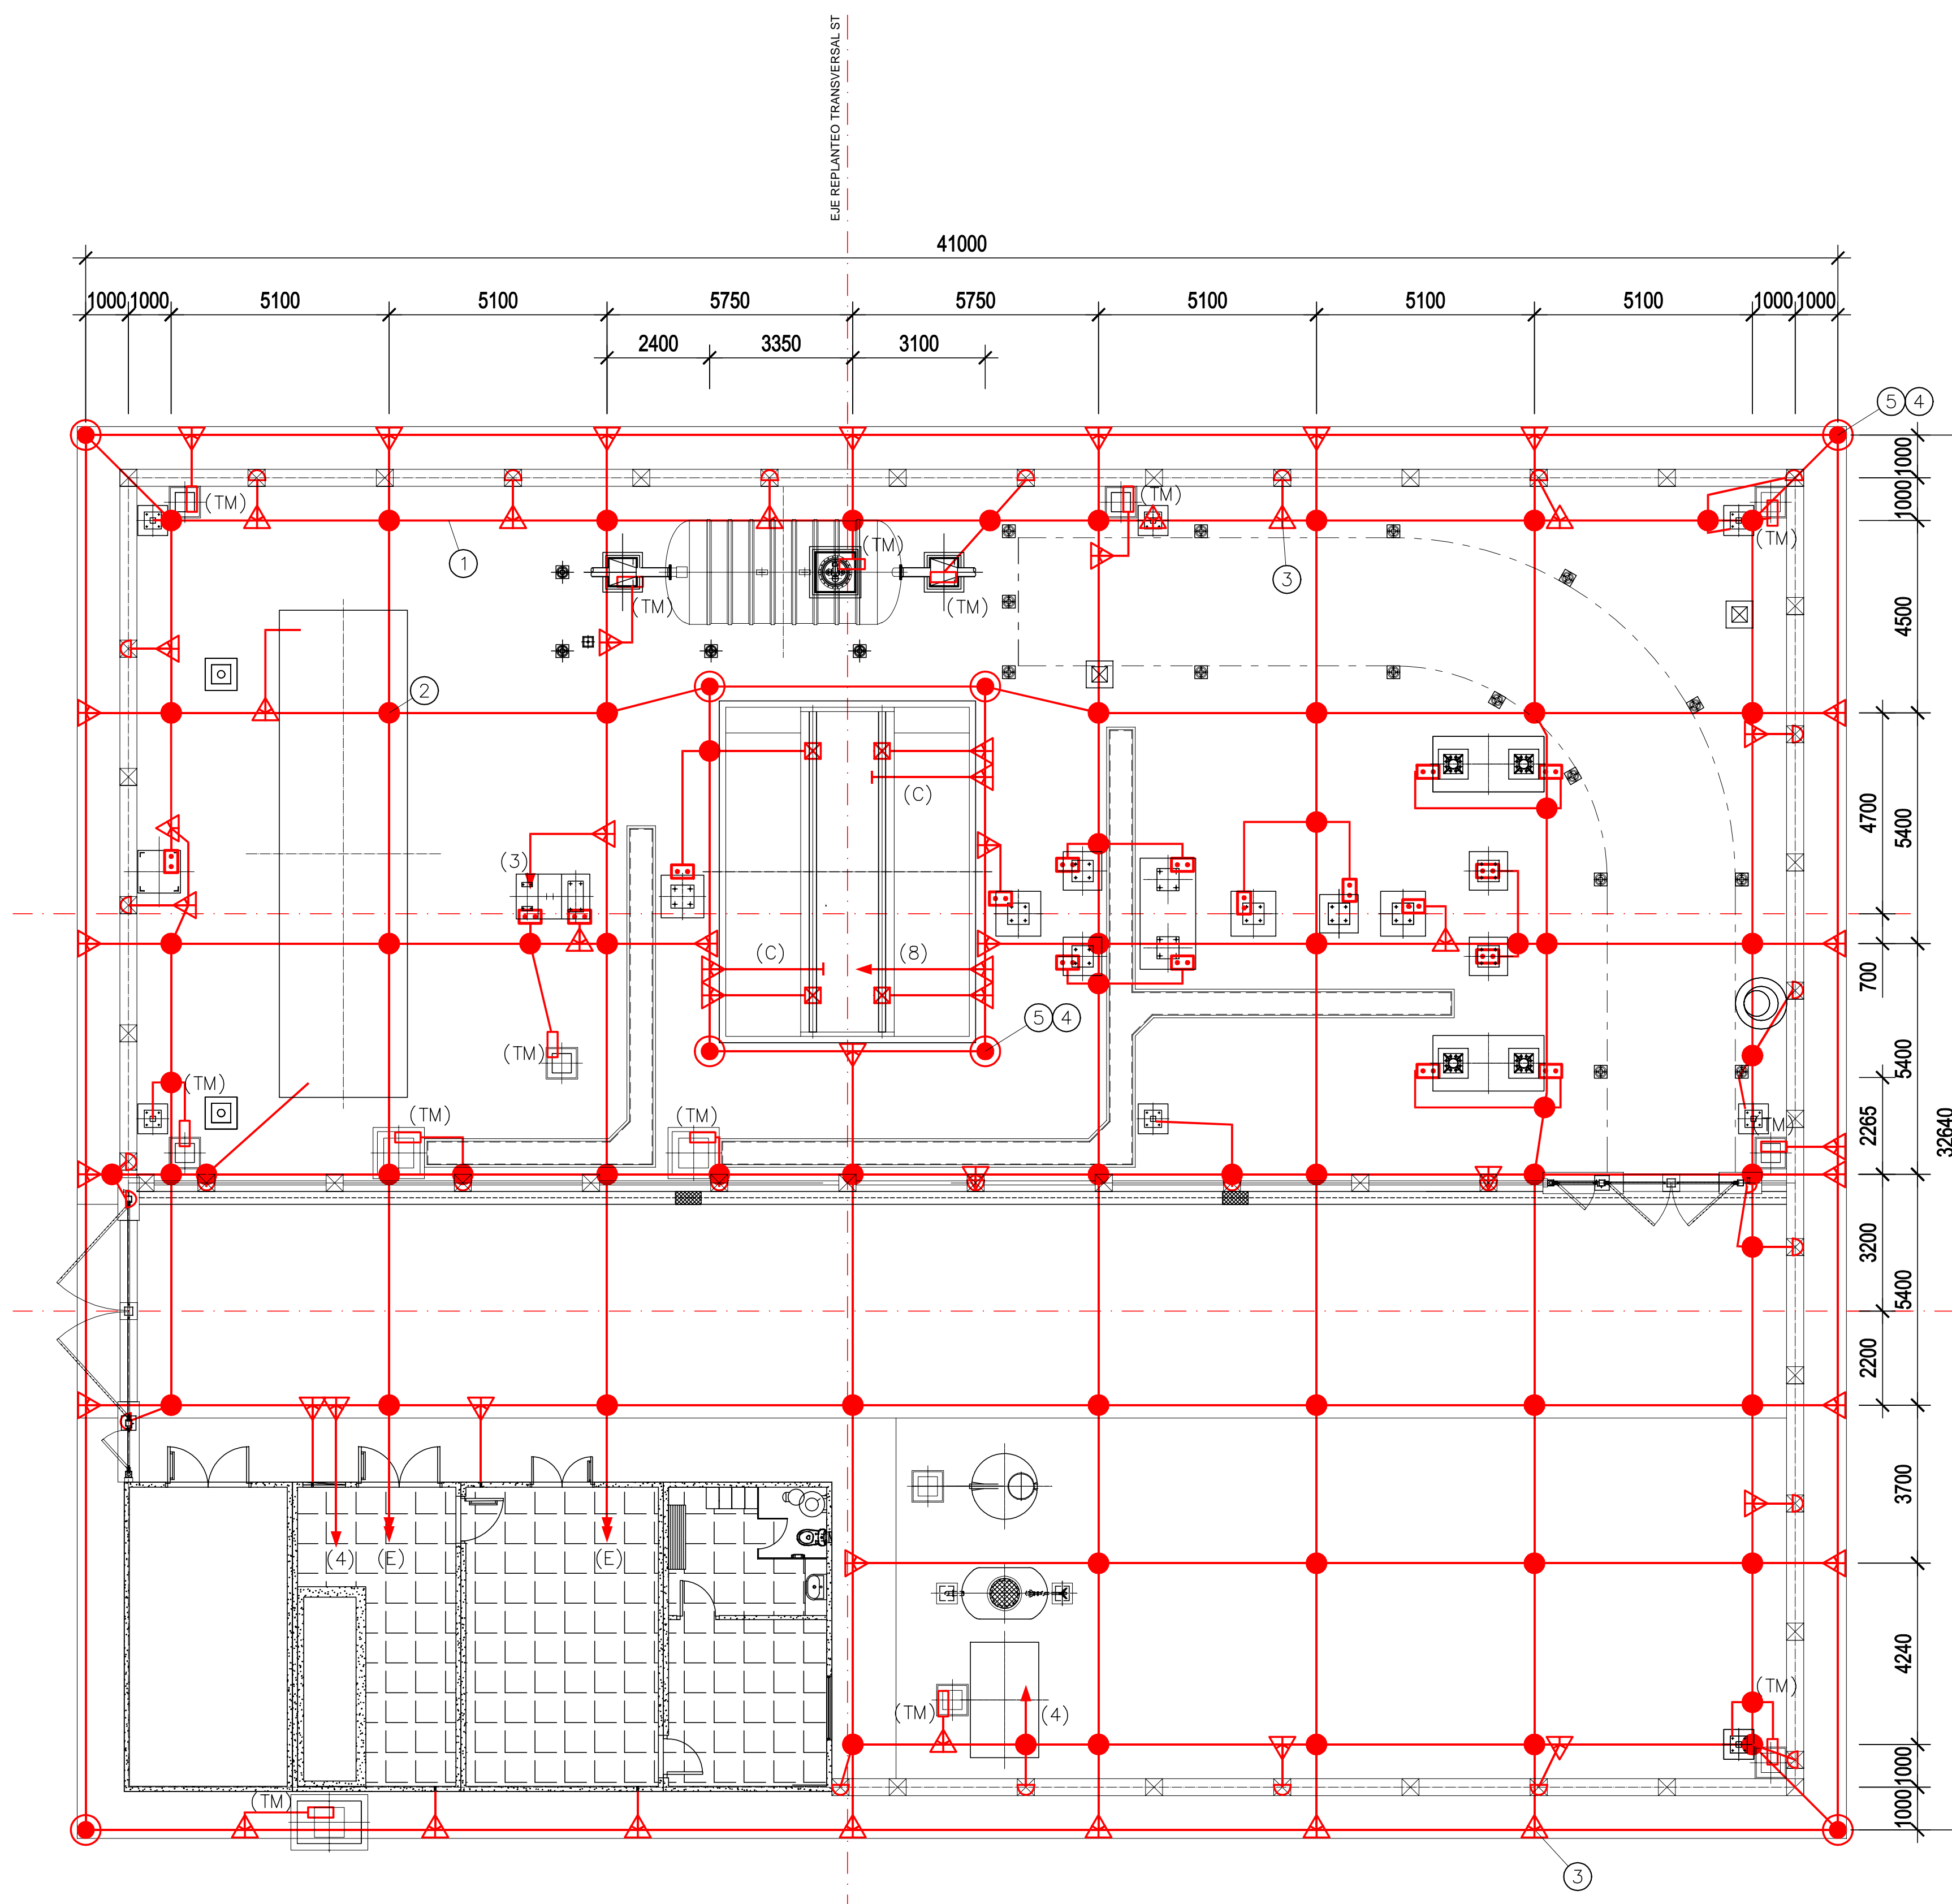 EJE REPLANTEO TRANSVERSAL ST
41000
1000 1000 5100 5100 5750 5750 5100 5100 5100 1000 1000
2400 3350 3100
5 4
1000
(TM) (TM) 1000
(TM)
(TM)
1 3
4500
(TM) (TM)
2
(C)
4700 5400
(3)
(C) (8)
700
5 4
(TM)
5400
(TM)
(TM) (TM) (TM)
2265
32640
3200
5400
2200
3700
(4) (E) (E)
4240
(TM)
(TM) (4)
1000
(TM)
1000
3